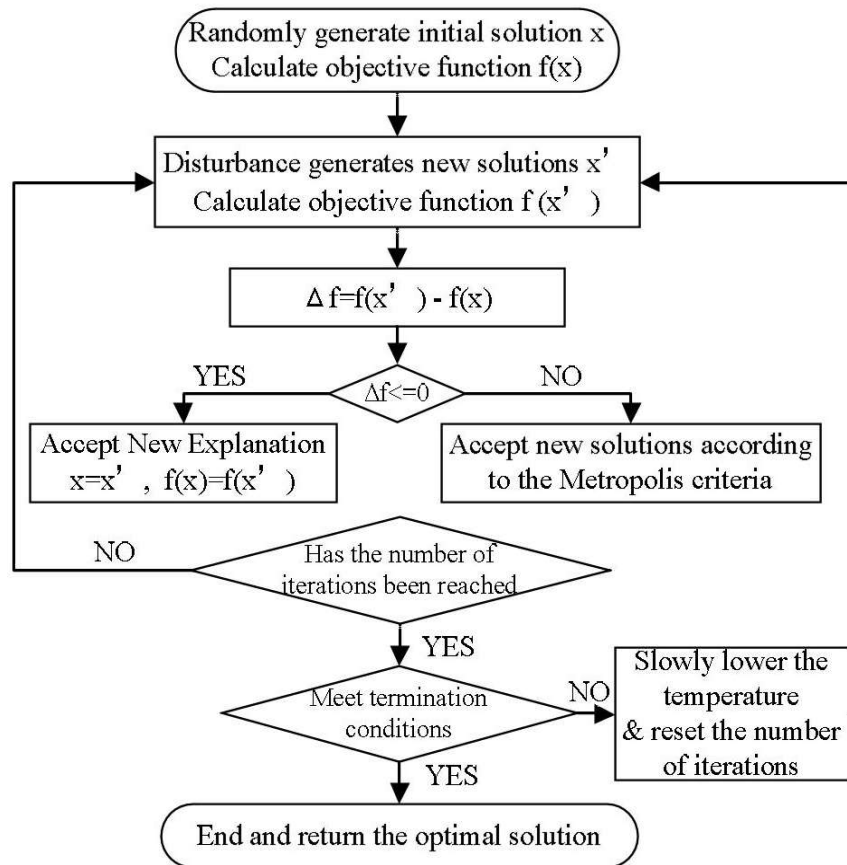 Randomly generate initial solution x
Calculate objective function f(x)
Disturbance generates new solutions x’
Calculate objective function f (x’ )
Δ f=f(x’ ) - f(x)
YES
Δf<=0
NO
Accept New Explanation
x=x’ , f(x)=f(x’ )
Accept new solutions according
to the Metropolis criteria
NO
Has the number of
iterations been reached
YES
Meet termination
conditions
NO
Slowly lower the
temperature
& reset the number
of iterations
YES
End and return the optimal solution